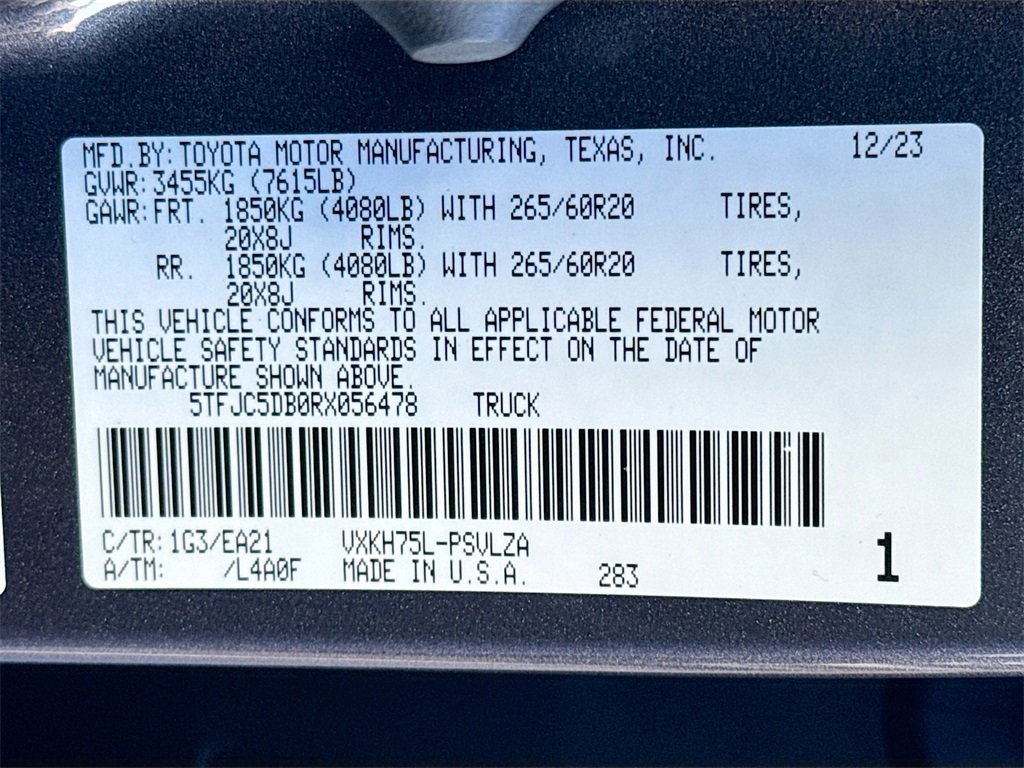 MFD.BY: TOYOTA MOTOR MANUFACTURING, TEXAS, INC. 12/23
GVWR: 3455KG (7615LB)
GAWR: FRT. 1850KG (4080LB) WITH 265/60R20 TIRES,
20X8J RIMS.
RR. 1850KG (4080LB) WITH 265/60R20 TIRES,
20X8J RIMS.
THIS VEHICLE CONFORMS TO ALL APPLICABLE FEDERAL MOTOR
VEHICLE SAFETY STANDARDS IN EFFECT ON THE DATE OF
MANUFACTURE SHOWN ABOVE.
5TFJC5DB0RX056478 TRUCK
C/TR: 1G3/EA21 VXKH75L-PSVLZA
A/TM: /L4A0F MADE IN U.S.A. 283
1